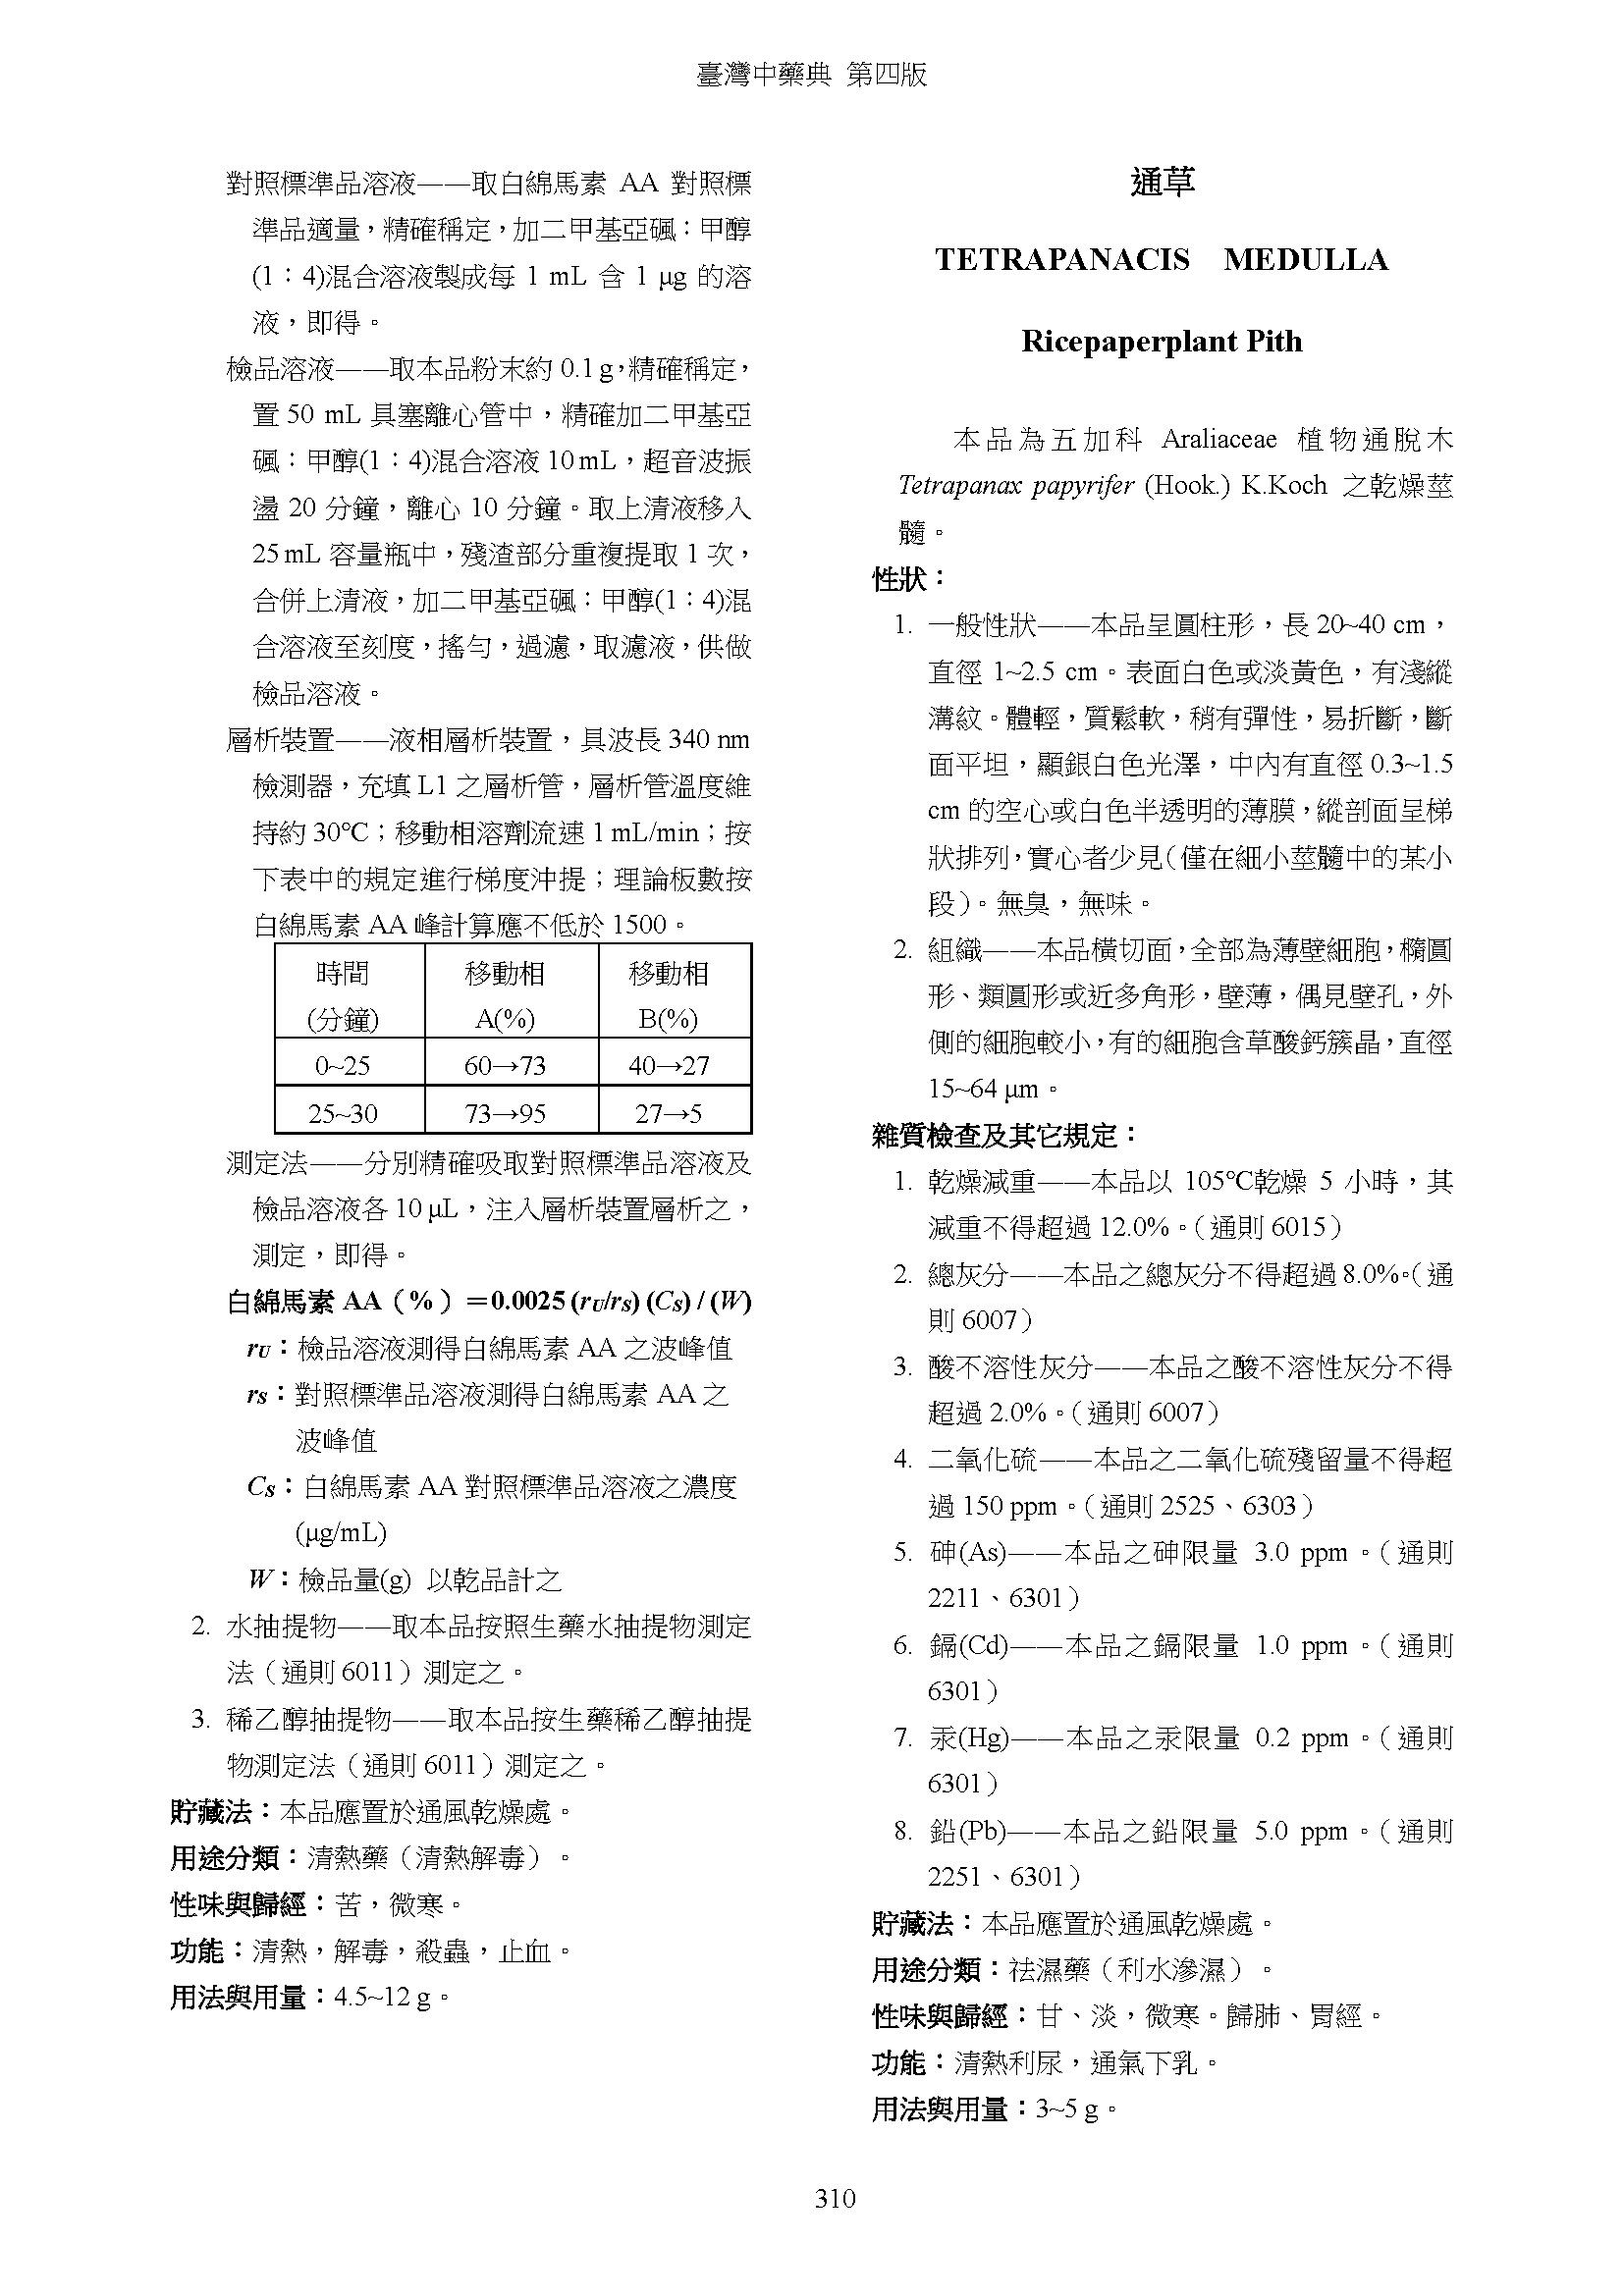 臺灣中藥典 第四版
對照標準品溶液——取白綿馬素 AA 對照標
準品適量，精確稱定，加二甲基亞碸：甲醇
(1：4)混合溶液製成每 1 mL 含 1 μg 的溶
液，即得。
檢品溶液——取本品粉末約 0.1 g，精確稱定，
置 50 mL 具塞離心管中，精確加二甲基亞
碸：甲醇(1：4)混合溶液 10 mL，超音波振
盪 20 分鐘，離心 10 分鐘。取上清液移入
25 mL 容量瓶中，殘渣部分重複提取 1 次，
合併上清液，加二甲基亞碸：甲醇(1：4)混
合溶液至刻度，搖勻，過濾，取濾液，供做
檢品溶液。
層析裝置——液相層析裝置，具波長 340 nm
檢測器，充填 L1 之層析管，層析管溫度維
持約 30℃；移動相溶劑流速 1 mL/min；按
下表中的規定進行梯度沖提；理論板數按
白綿馬素 AA 峰計算應不低於 1500。
時間 移動相 移動相
(分鐘) A(%) B(%)
0~25 60→73 40→27
25~30 73→95 27→5
測定法——分別精確吸取對照標準品溶液及
檢品溶液各 10 μL，注入層析裝置層析之，
測定，即得。
白綿馬素 AA（%）＝0.0025 (rU/rS) (CS) / (W)
rU：檢品溶液測得白綿馬素 AA 之波峰值
rS：對照標準品溶液測得白綿馬素 AA 之
波峰值
CS：白綿馬素 AA 對照標準品溶液之濃度
(μg/mL)
W：檢品量(g) 以乾品計之
2. 水抽提物——取本品按照生藥水抽提物測定
法（通則 6011）測定之。
3. 稀乙醇抽提物——取本品按生藥稀乙醇抽提
物測定法（通則 6011）測定之。
貯藏法：本品應置於通風乾燥處。
用途分類：清熱藥（清熱解毒）。
性味與歸經：苦，微寒。
功能：清熱，解毒，殺蟲，止血。
用法與用量：4.5~12 g。
通草
TETRAPANACIS MEDULLA
Ricepaperplant Pith
本品為五加科 Araliaceae 植物通脫木
Tetrapanax papyrifer (Hook.) K.Koch 之乾燥莖
髓。
性狀：
1. 一般性狀——本品呈圓柱形，長 20~40 cm，
直徑 1~2.5 cm。表面白色或淡黃色，有淺縱
溝紋。體輕，質鬆軟，稍有彈性，易折斷，斷
面平坦，顯銀白色光澤，中內有直徑 0.3~1.5
cm 的空心或白色半透明的薄膜，縱剖面呈梯
狀排列，實心者少見（僅在細小莖髓中的某小
段）。無臭，無味。
2. 組織——本品橫切面，全部為薄壁細胞，橢圓
形、類圓形或近多角形，壁薄，偶見壁孔，外
側的細胞較小，有的細胞含草酸鈣簇晶，直徑
15~64 μm。
雜質檢查及其它規定：
1. 乾燥減重——本品以 105℃乾燥 5 小時，其
減重不得超過 12.0%。（通則 6015）
2. 總灰分——本品之總灰分不得超過 8.0%。（通
則 6007）
3. 酸不溶性灰分——本品之酸不溶性灰分不得
超過 2.0%。（通則 6007）
4. 二氧化硫——本品之二氧化硫殘留量不得超
過 150 ppm。（通則 2525、6303）
5. 砷(As)——本品之砷限量 3.0 ppm。（通則
2211、6301）
6. 鎘(Cd)——本品之鎘限量 1.0 ppm。（通則
6301）
7. 汞(Hg)——本品之汞限量 0.2 ppm。（通則
6301）
8. 鉛(Pb)——本品之鉛限量 5.0 ppm。（通則
2251、6301）
貯藏法：本品應置於通風乾燥處。
用途分類：祛濕藥（利水滲濕）。
性味與歸經：甘、淡，微寒。歸肺、胃經。
功能：清熱利尿，通氣下乳。
用法與用量：3~5 g。
310